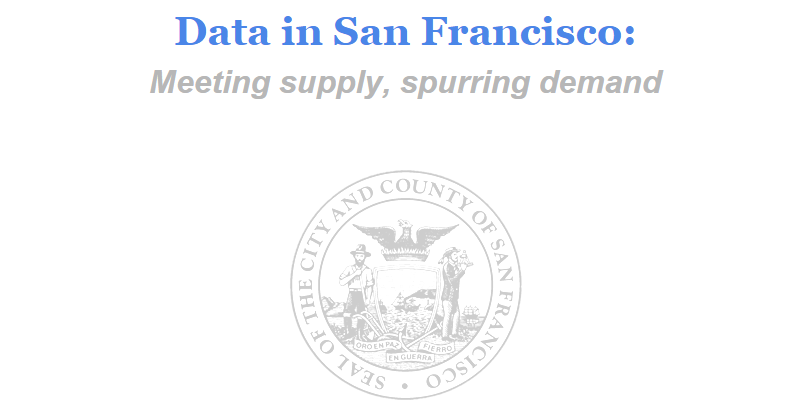 Data in San Francisco:
Meeting supply, spurring demand
SEAL OF THE CITY AND COUNTY OF SAN FRANCISCO
ORO EN PAZ
FIERRO
EN GUERRA